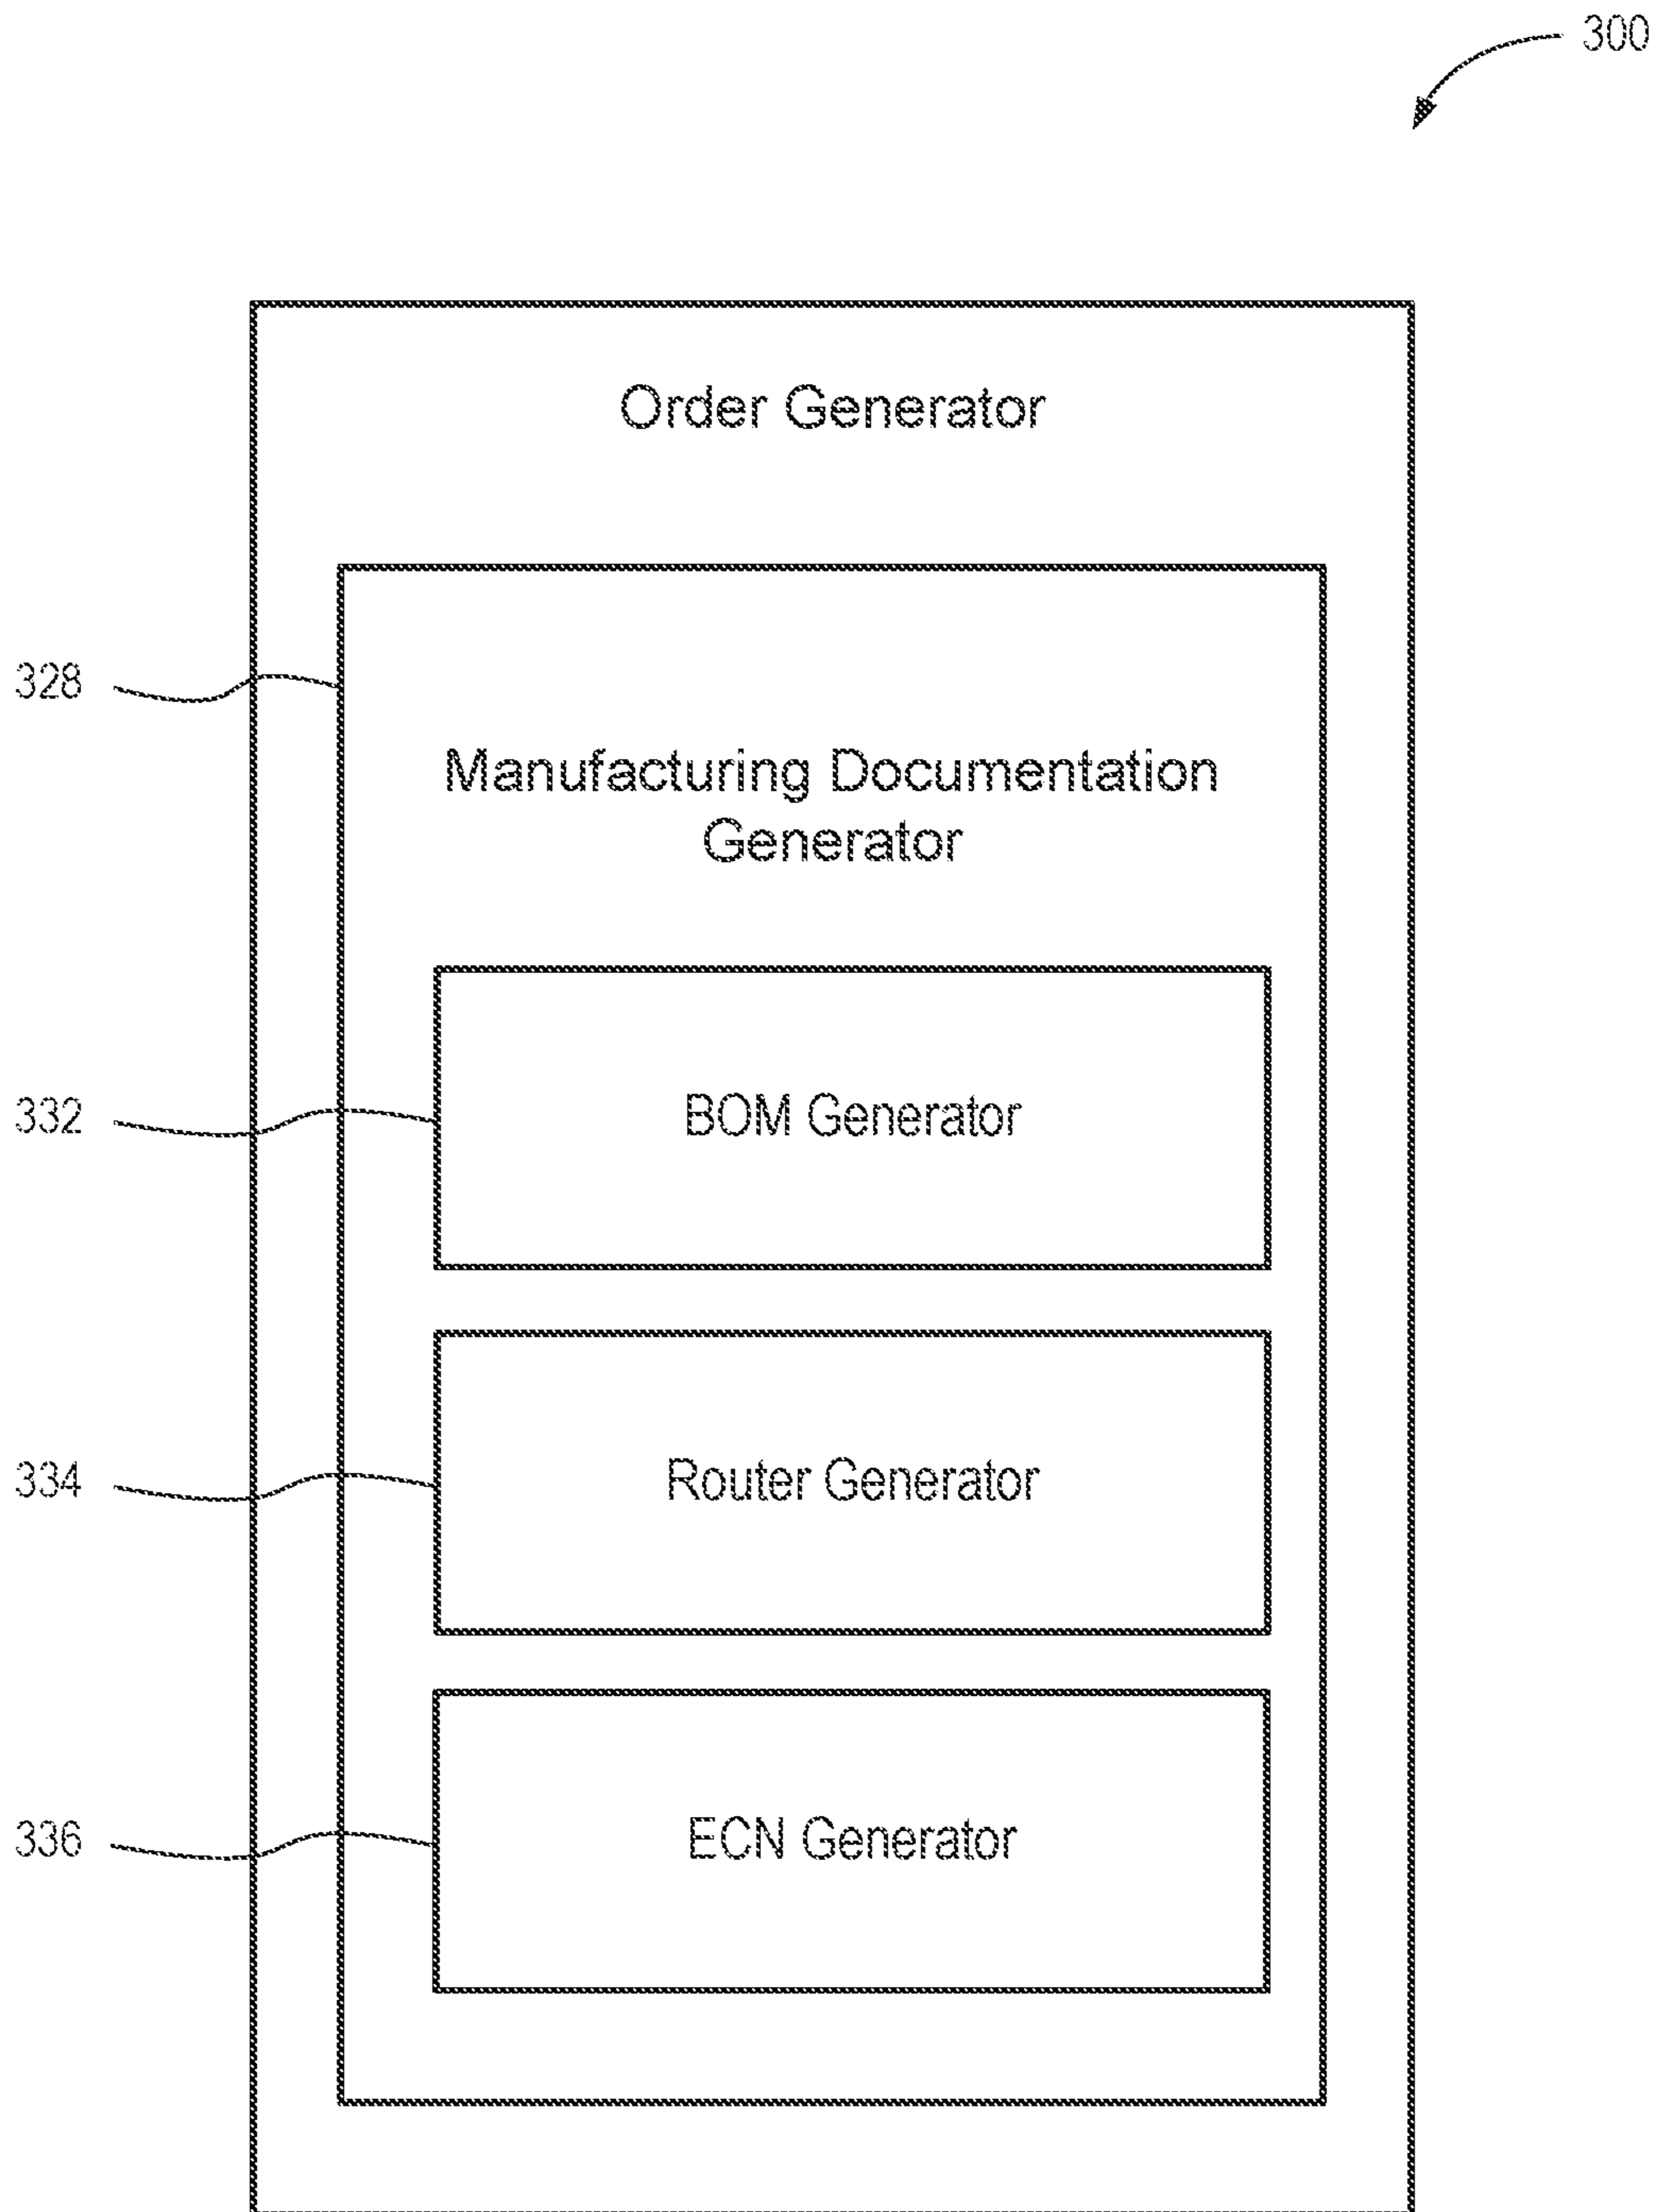 300
Order Generator
328
Manufacturing Documentation
Generator
332
BOM Generator
334
Router Generator
336
ECN Generator